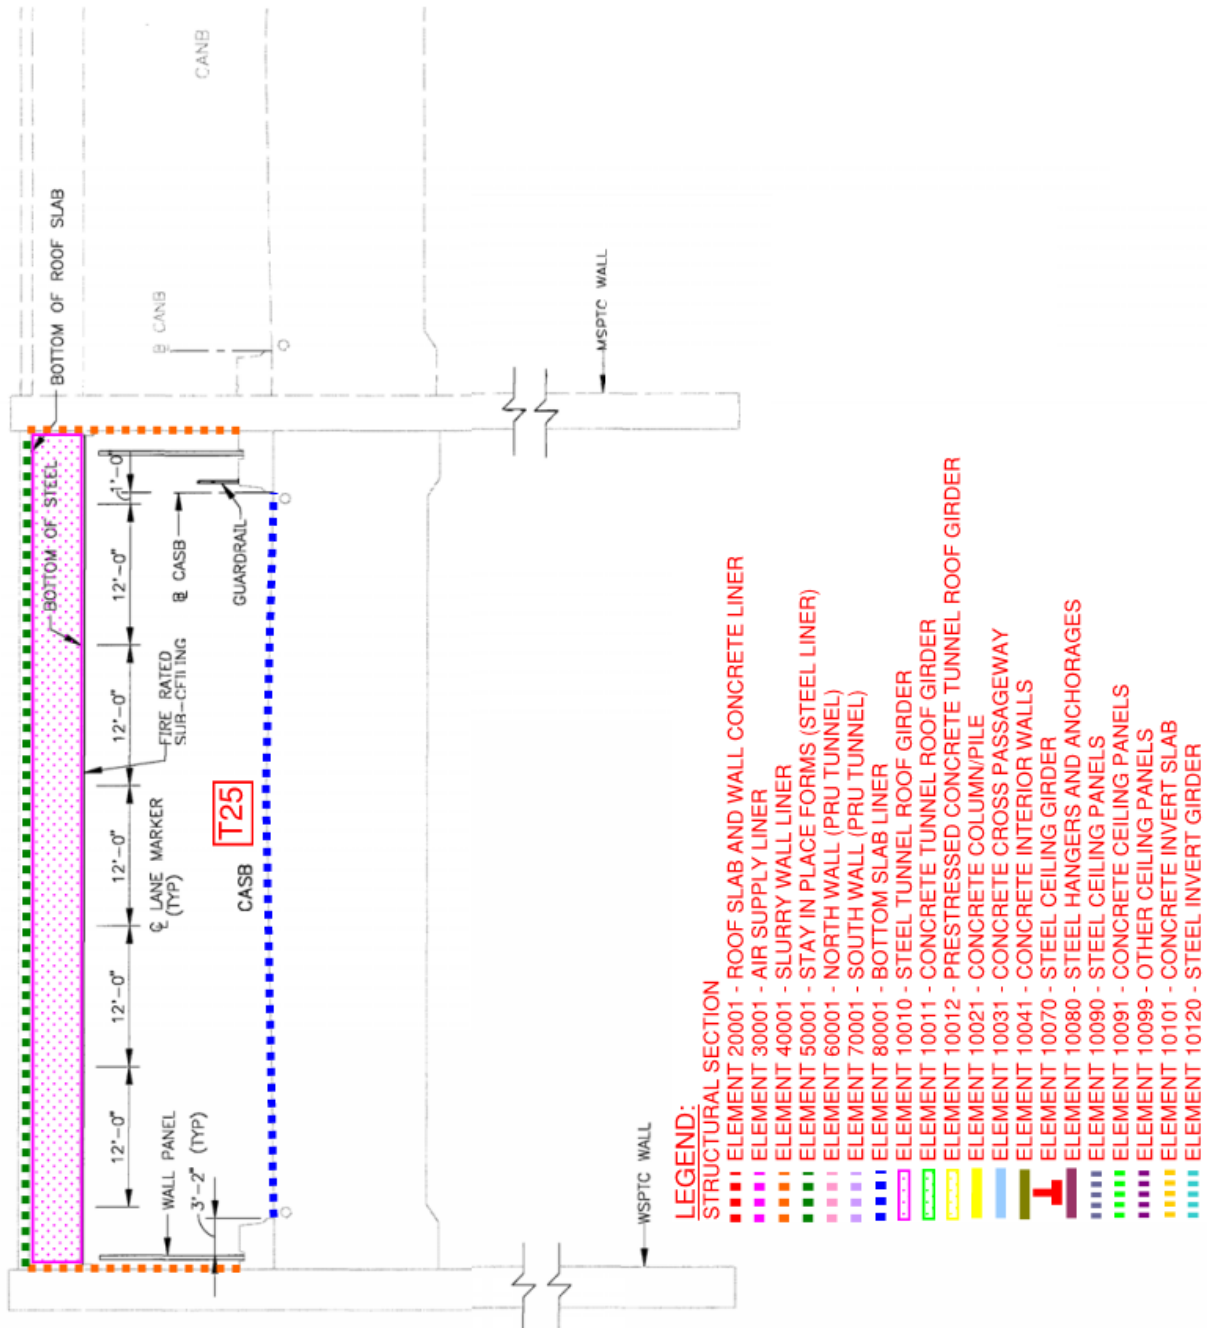 CANB
BOTTOM OF ROOF SLAB
CANB
MSPTC WALL
BOTTOM OF STEEL
1'-0"
12'-0"
CASB
GUARDRAIL
12'-0"
FIRE RATED
SUB-CEILING
12'-0"
LANE MARKER
(TYP)
T25
CASB
12'-0"
12'-0"
WALL PANEL
3'-2" (TYP)
WSPTC WALL
LEGEND:
STRUCTURAL SECTION
ELEMENT 20001 - ROOF SLAB AND WALL CONCRETE LINER
ELEMENT 30001 - AIR SUPPLY LINER
ELEMENT 40001 - SLURRY WALL LINER
ELEMENT 50001 - STAY IN PLACE FORMS (STEEL LINER)
ELEMENT 60001 - NORTH WALL (PRU TUNNEL)
ELEMENT 70001 - SOUTH WALL (PRU TUNNEL)
ELEMENT 80001 - BOTTOM SLAB LINER
ELEMENT 10010 - STEEL TUNNEL ROOF GIRDER
ELEMENT 10011 - CONCRETE TUNNEL ROOF GIRDER
ELEMENT 10012 - PRESTRESSED CONCRETE TUNNEL ROOF GIRDER
ELEMENT 10021 - CONCRETE COLUMN/PILE
ELEMENT 10031 - CONCRETE CROSS PASSAGEWAY
ELEMENT 10041 - CONCRETE INTERIOR WALLS
ELEMENT 10070 - STEEL CEILING GIRDER
ELEMENT 10080 - STEEL HANGERS AND ANCHORAGES
ELEMENT 10090 - STEEL CEILING PANELS
ELEMENT 10091 - CONCRETE CEILING PANELS
ELEMENT 10099 - OTHER CEILING PANELS
ELEMENT 10101 - CONCRETE INVERT SLAB
ELEMENT 10120 - STEEL INVERT GIRDER